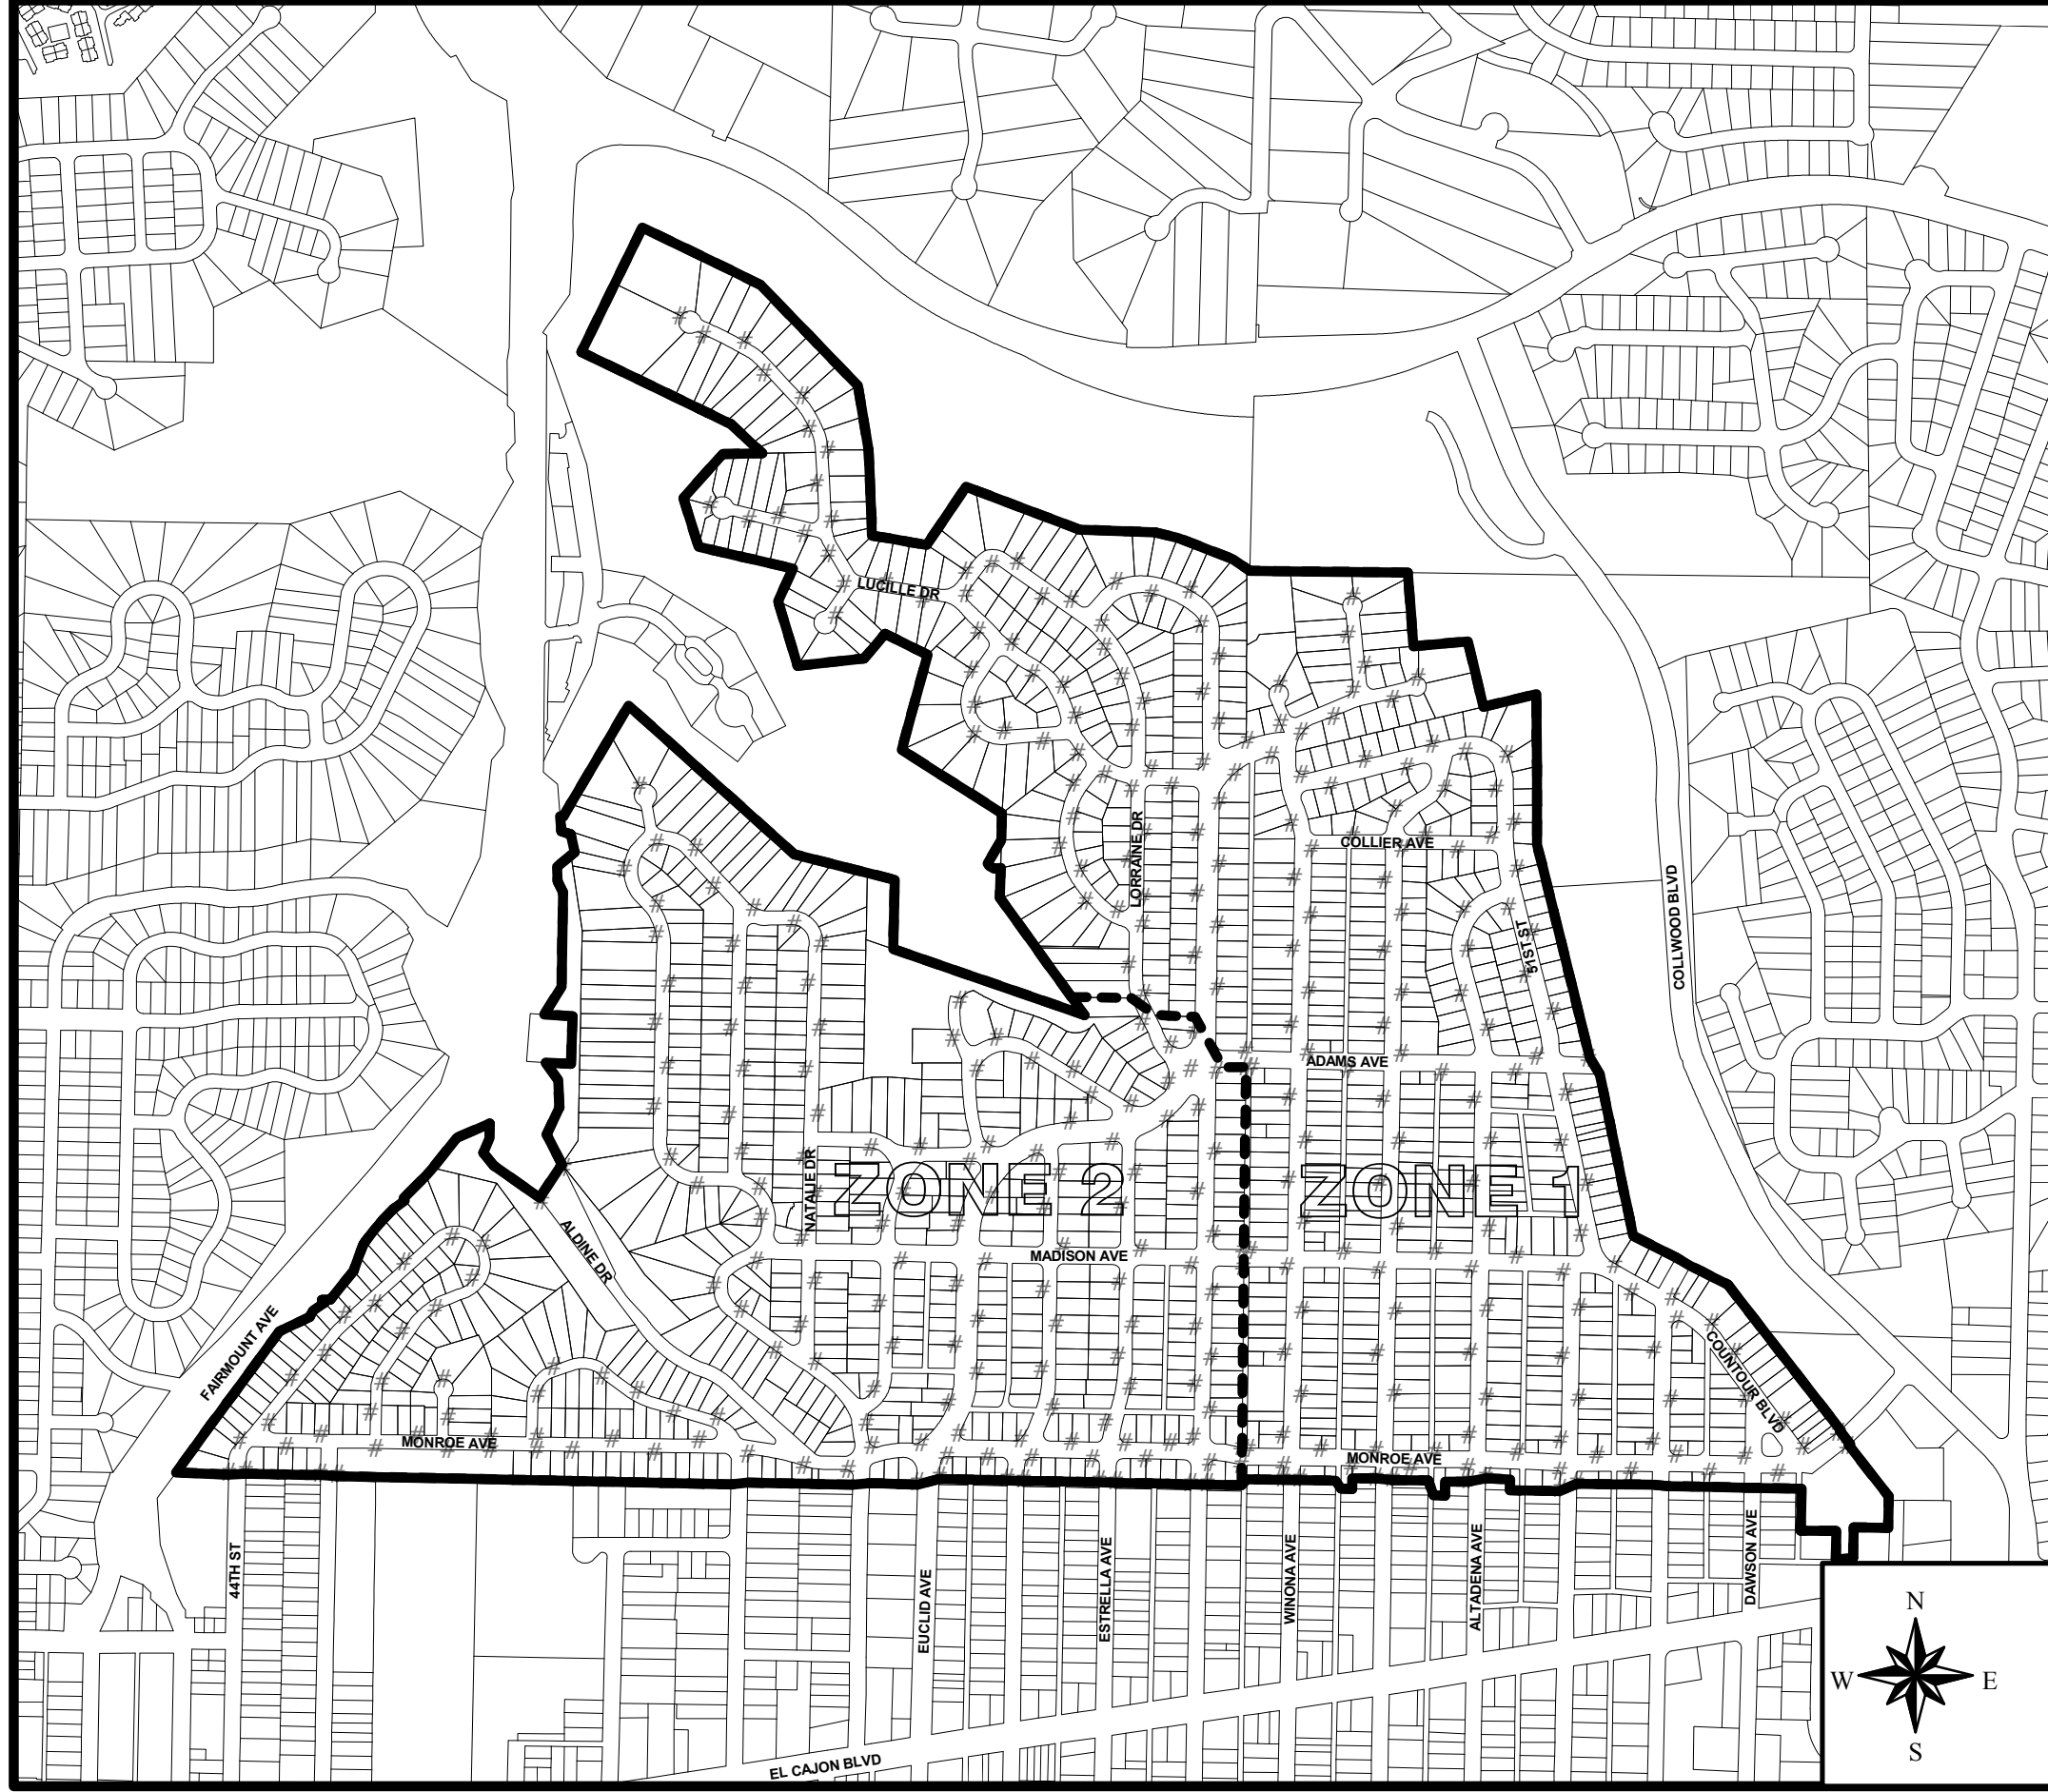 LUCILLE DR
LORRAINE DR
COLLIER AVE
COLLWOOD BLVD
51ST ST
ADAMS AVE
NATALIE DR
ZONE 2
ZONE 1
ALDINE DR
MADISON AVE
FAIRMOUNT AVE
COUNTOUR BLVD
MONROE AVE
MONROE AVE
44TH ST
EUCLID AVE
ESTRELLA AVE
WINONA AVE
ALTADENA AVE
DAWSON AVE
EL CAJON BLVD
N
W E
S